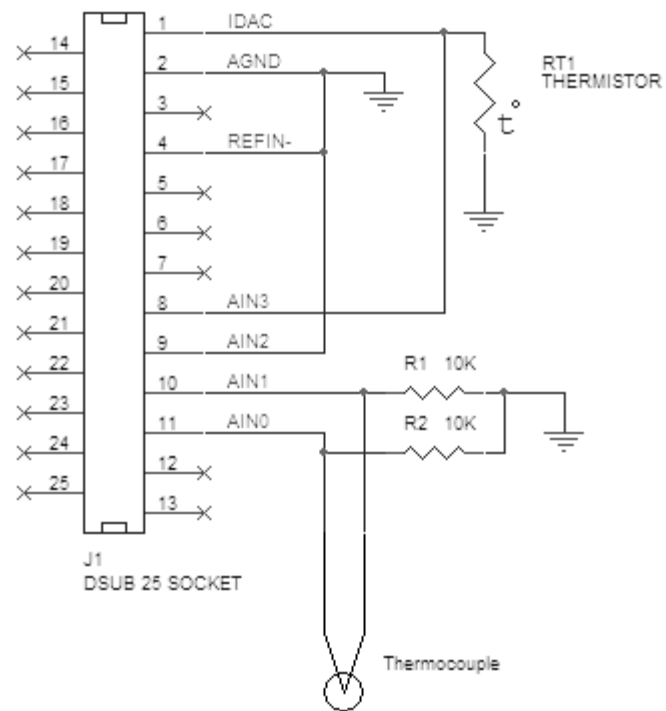 1 IDAC
14
2 AGND
RT1
THERMISTOR
15
3
t°
16
4 REFIN-
17
5
18
6
19
7
20
8 AIN3
21
9 AIN2
22
10 AIN1
R1 10K
23
11 AIN0
R2 10K
24
12
25
13
J1
DSUB 25 SOCKET
Thermocouple